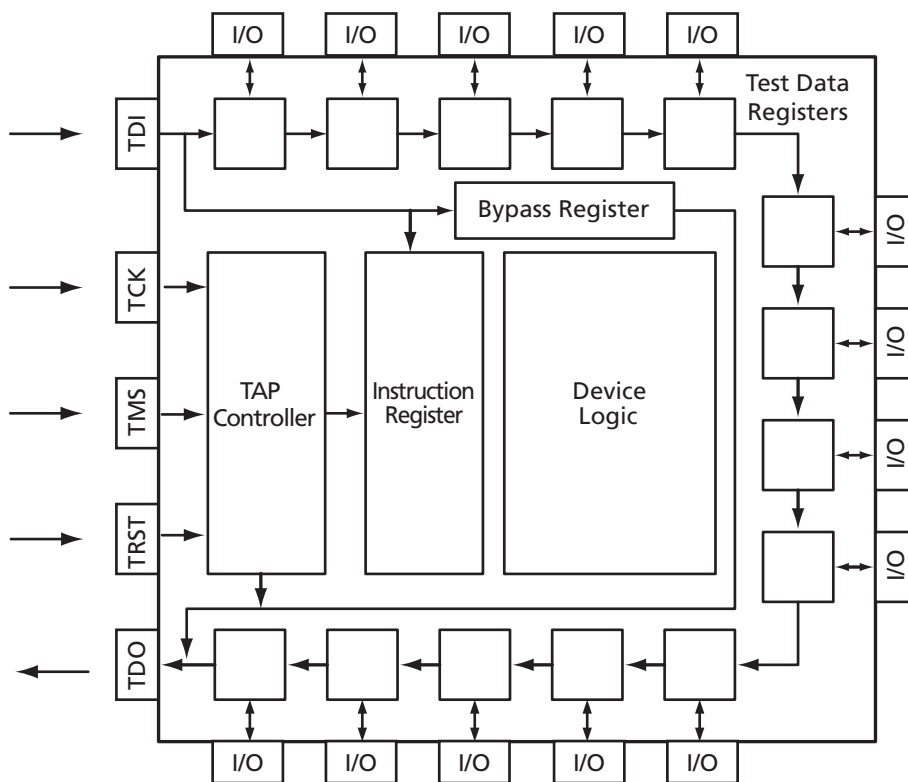 I/O I/O I/O I/O I/O
Test Data
Registers
TDI
Bypass Register
I/O
TCK
I/O
TAP
Controller
Instruction
Register
Device
Logic
TMS
I/O
TRST
I/O
TDO
I/O I/O I/O I/O I/O